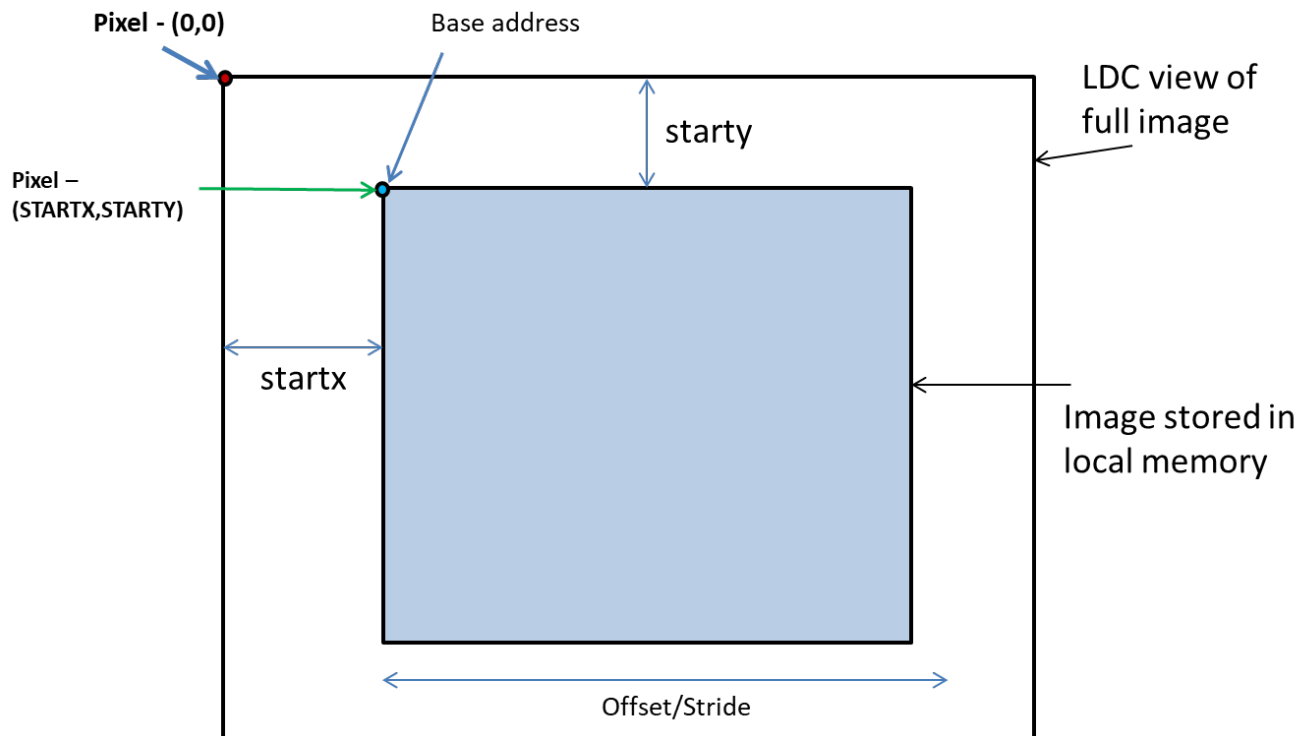 Pixel - (0,0)
Base address
LDC view of
full image
starty
Pixel –
(STARTX,STARTY)
startx
Image stored in
local memory
Offset/Stride